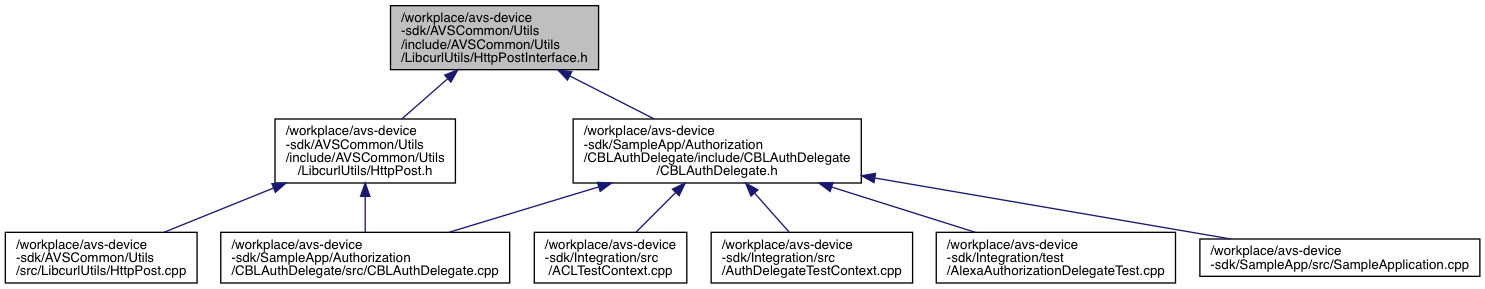 /workplace/avs-device
-sdk/AVSCommon/Utils
/include/AVSCommon/Utils
/LibcurlUtils/HttpPostInterface.h
/workplace/avs-device
-sdk/AVSCommon/Utils
/include/AVSCommon/Utils
/LibcurlUtils/HttpPost.h
/workplace/avs-device
-sdk/SampleApp/Authorization
/CBLAuthDelegate/include/CBLAuthDelegate
/CBLAuthDelegate.h
/workplace/avs-device
-sdk/AVSCommon/Utils
/src/LibcurlUtils/HttpPost.cpp
/workplace/avs-device
-sdk/SampleApp/Authorization
/CBLAuthDelegate/src/CBLAuthDelegate.cpp
/workplace/avs-device
-sdk/Integration/src
/ACLTestContext.cpp
/workplace/avs-device
-sdk/Integration/src
/AuthDelegateTestContext.cpp
/workplace/avs-device
-sdk/Integration/test
/AlexaAuthorizationDelegateTest.cpp
/workplace/avs-device
-sdk/SampleApp/src/SampleApplication.cpp